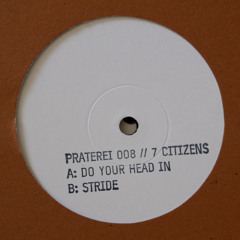 PRATEREI 008 // 7 CITIZENS
A: DO YOUR HEAD IN
B: STRIDE